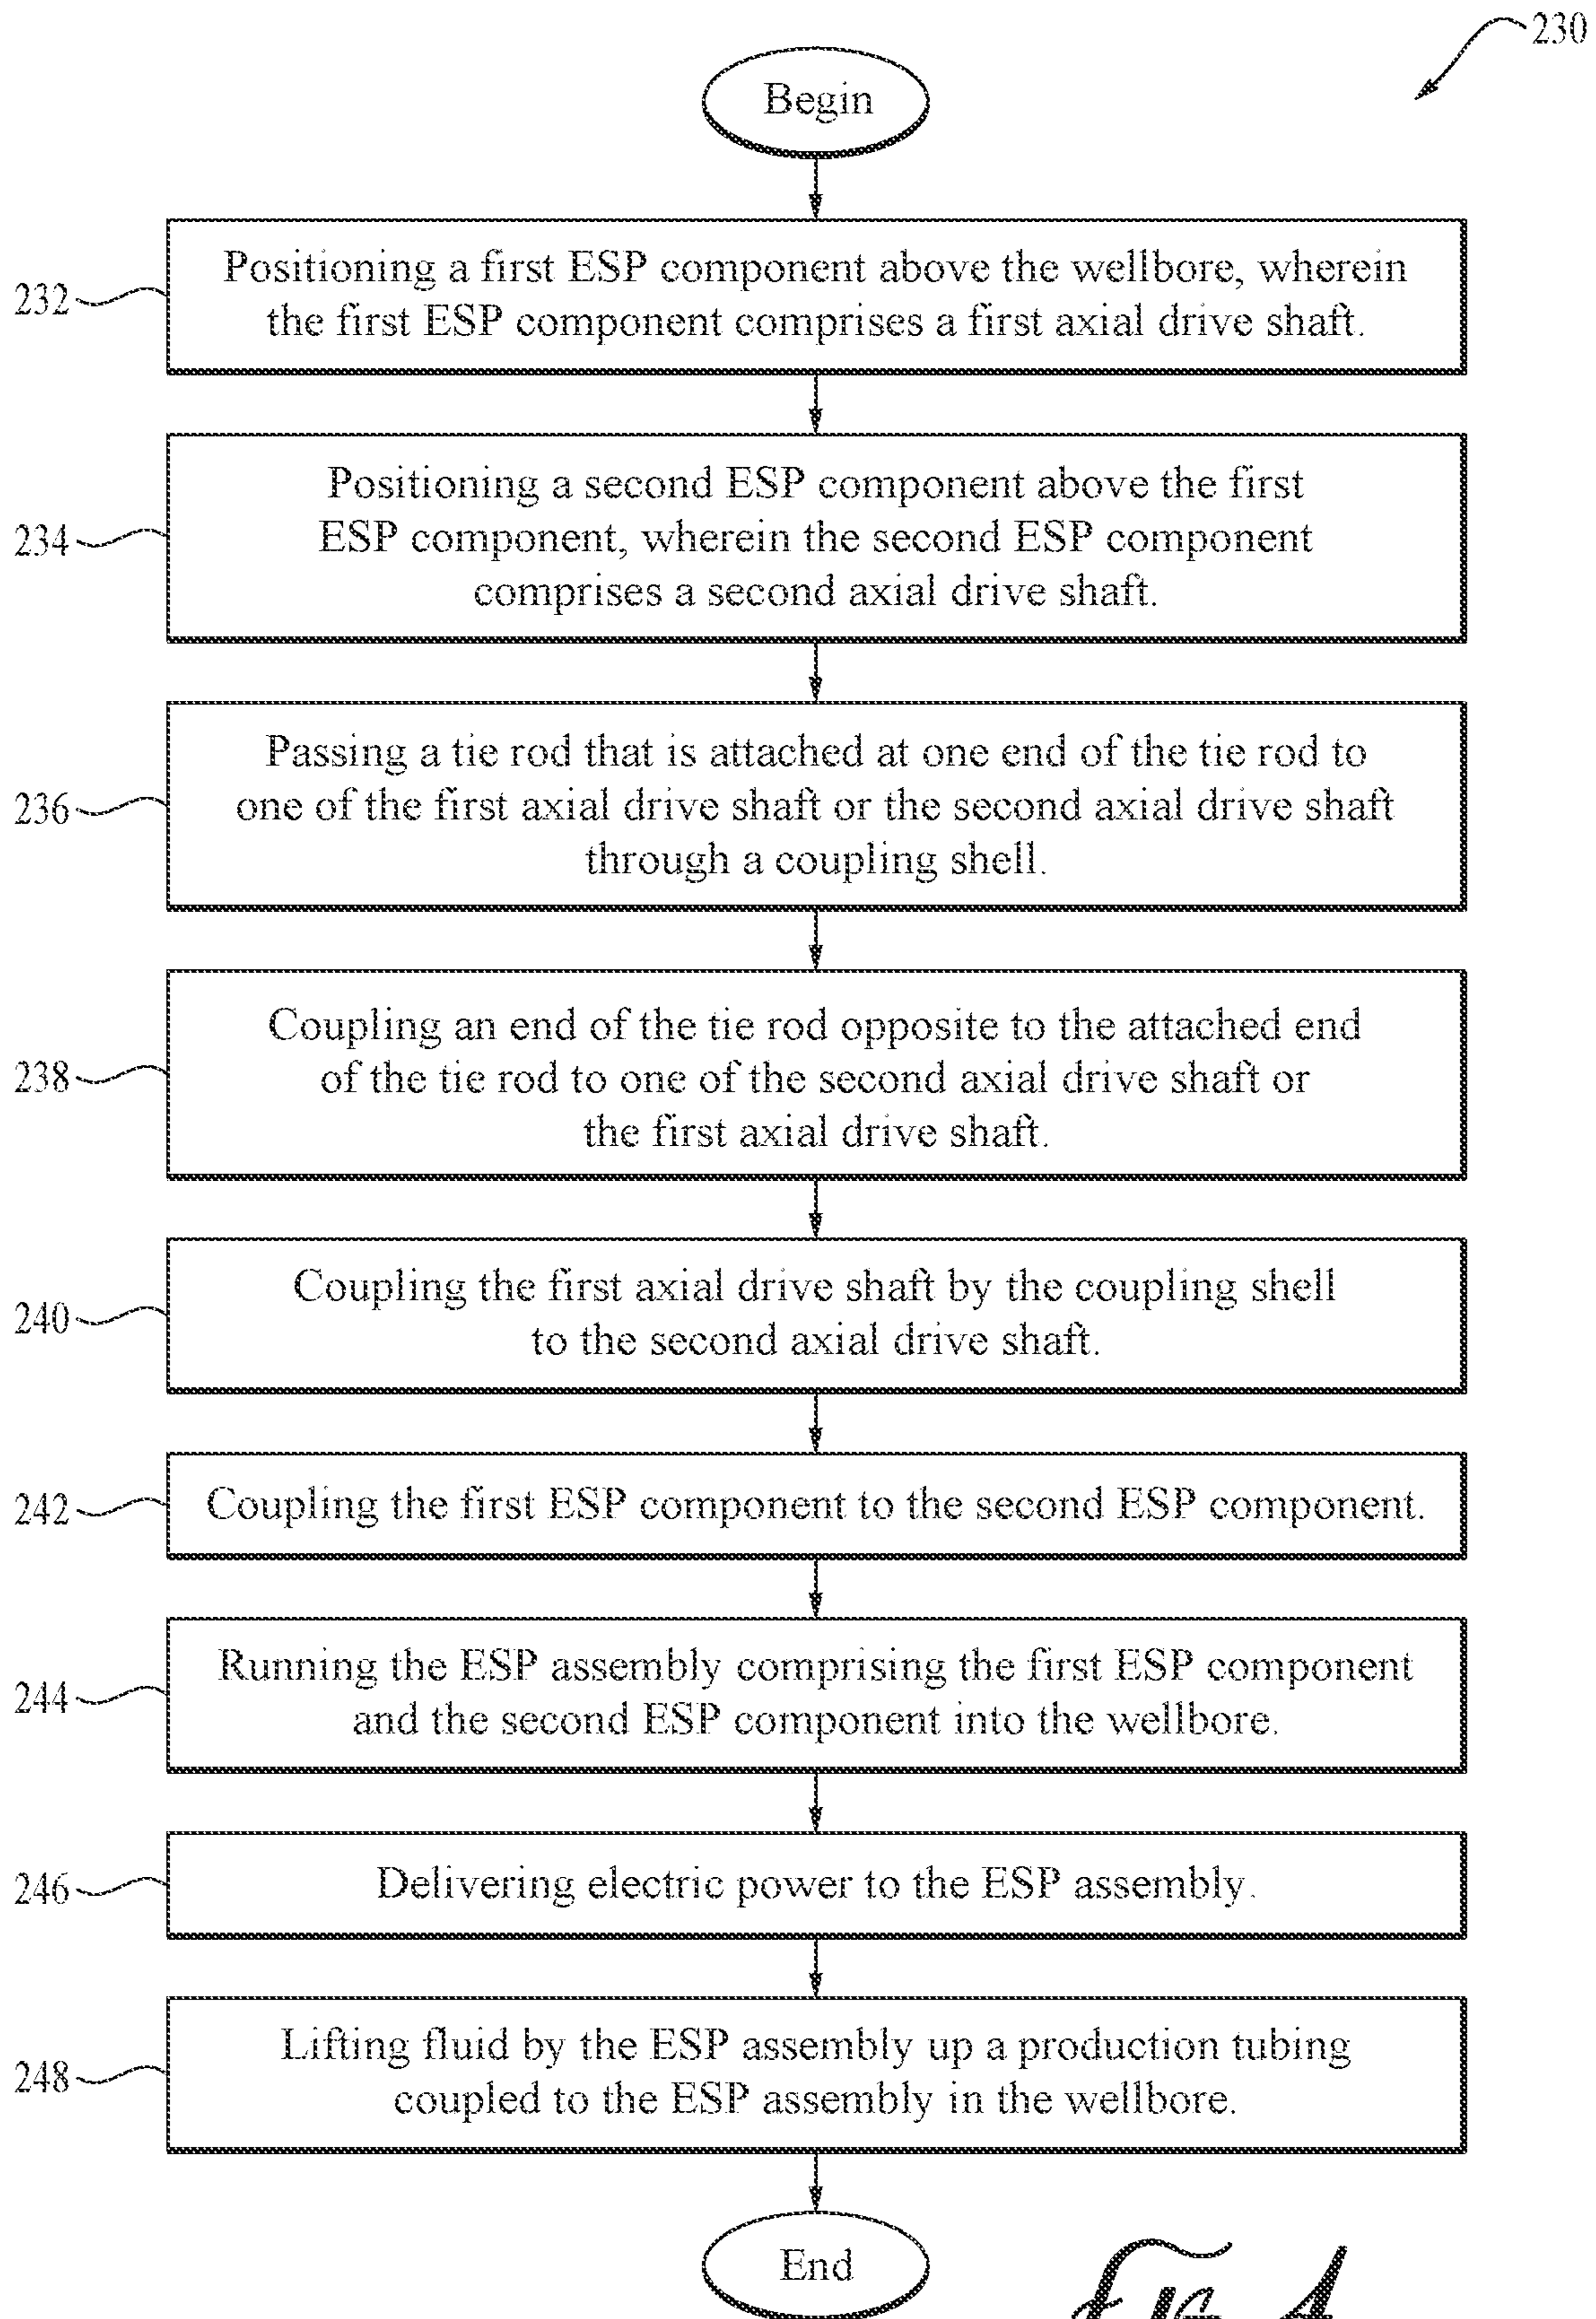 230
Begin
232
Positioning a first ESP component above the wellbore, wherein
the first ESP component comprises a first axial drive shaft.
234
Positioning a second ESP component above the first
ESP component, wherein the second ESP component
comprises a second axial drive shaft.
236
Passing a tie rod that is attached at one end of the tie rod to
one of the first axial drive shaft or the second axial drive shaft
through a coupling shell.
238
Coupling an end of the tie rod opposite to the attached end
of the tie rod to one of the second axial drive shaft or
the first axial drive shaft.
240
Coupling the first axial drive shaft by the coupling shell
to the second axial drive shaft.
242
Coupling the first ESP component to the second ESP component.
244
Running the ESP assembly comprising the first ESP component
and the second ESP component into the wellbore.
246
Delivering electric power to the ESP assembly.
248
Lifting fluid by the ESP assembly up a production tubing
coupled to the ESP assembly in the wellbore.
End